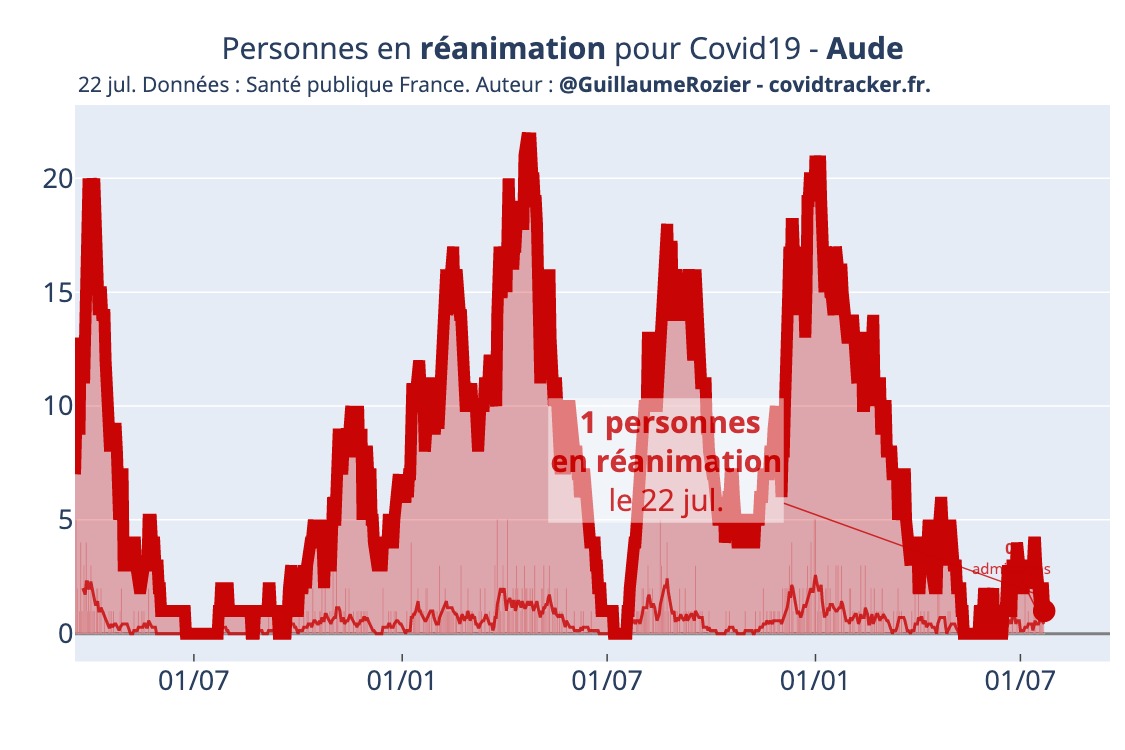 Personnes en réanimation pour Covid19 - Aude
22 jul. Données : Santé publique France. Auteur : @GuillaumeRozier - covidtracker.fr.
20
15
10
5
0
1 personnes
en réanimation
le 22 jul.
01/07
01/01
01/07
01/01
01/07